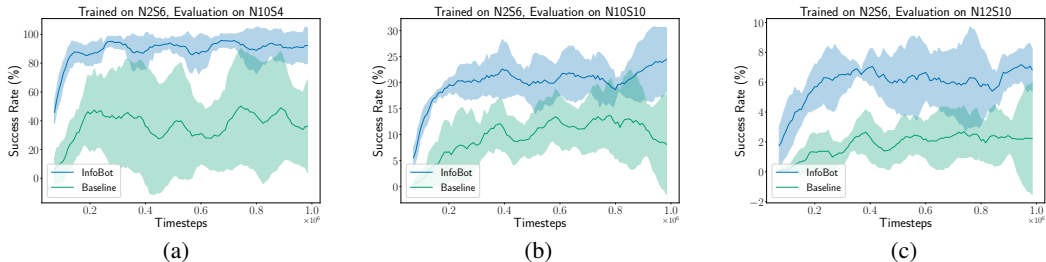 Trained on N2S6, Evaluation on N10S4
Success Rate (%)
100
80
60
40
20
0
InfoBot
Baseline
0.2
0.4
0.6
0.8
1.0
×10⁶
Timesteps
(a)
Trained on N2S6, Evaluation on N10S10
Success Rate (%)
30
25
20
15
10
5
0
InfoBot
Baseline
0.2
0.4
0.6
0.8
1.0
×10⁶
Timesteps
(b)
Trained on N2S6, Evaluation on N12S10
Success Rate (%)
10
8
6
4
2
0
−2
InfoBot
Baseline
0.2
0.4
0.6
0.8
1.0
×10⁶
Timesteps
(c)